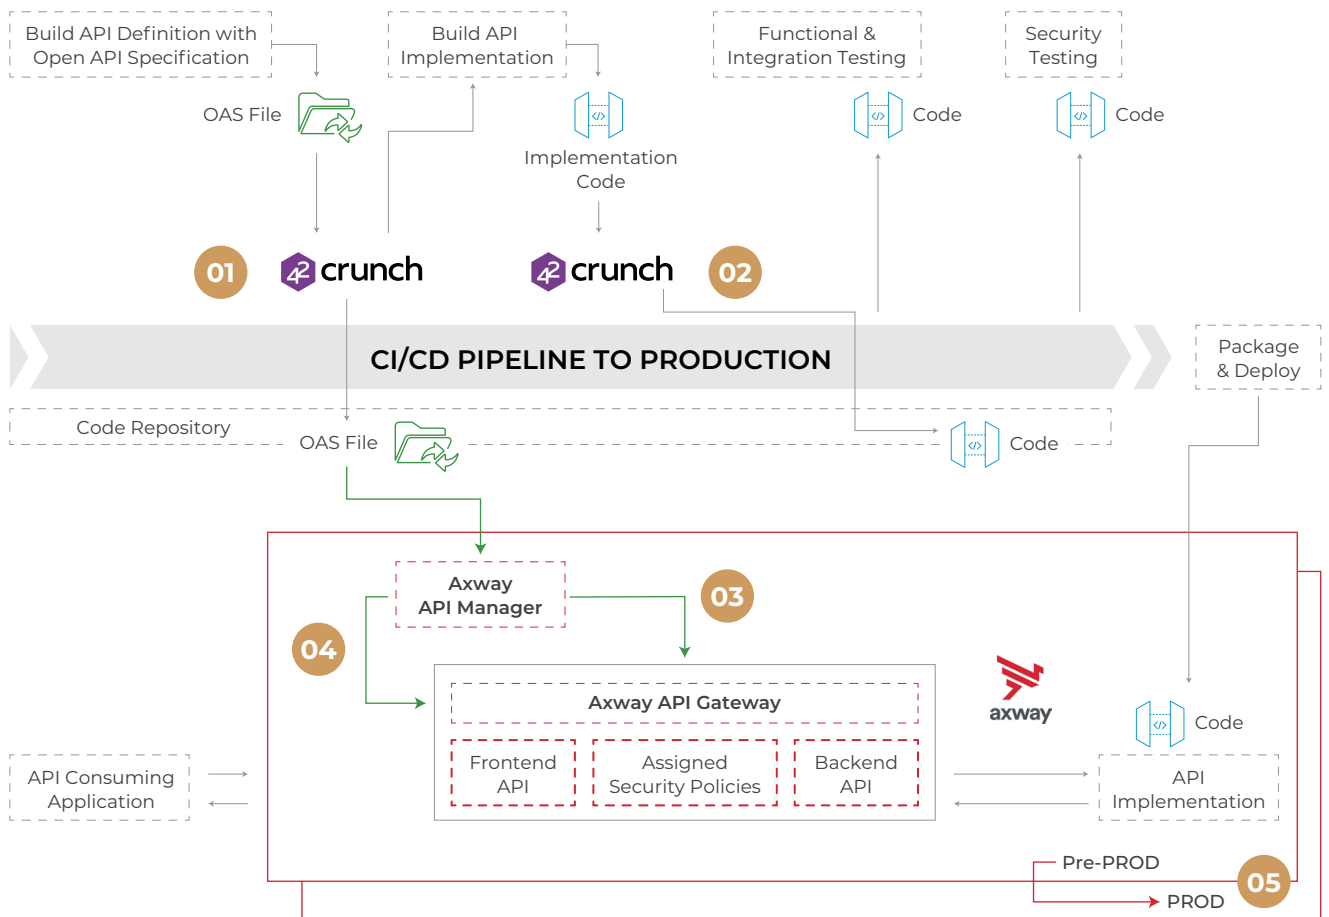 Build API Definition with
Open API Specification
Build API
Implementation
Functional &
Integration Testing
Security
Testing
OAS File
</>
</>
Code
</>
Code
Implementation
Code
01
42 crunch
42 crunch
02
CI/CD PIPELINE TO PRODUCTION
Package
& Deploy
Code Repository
OAS File
</>
Code
Axway
API Manager
03
04
Axway API Gateway
axway
</>
Code
Frontend
API
Assigned
Security Policies
Backend
API
API Consuming
Application
API
Implementation
Pre-PROD
05
PROD